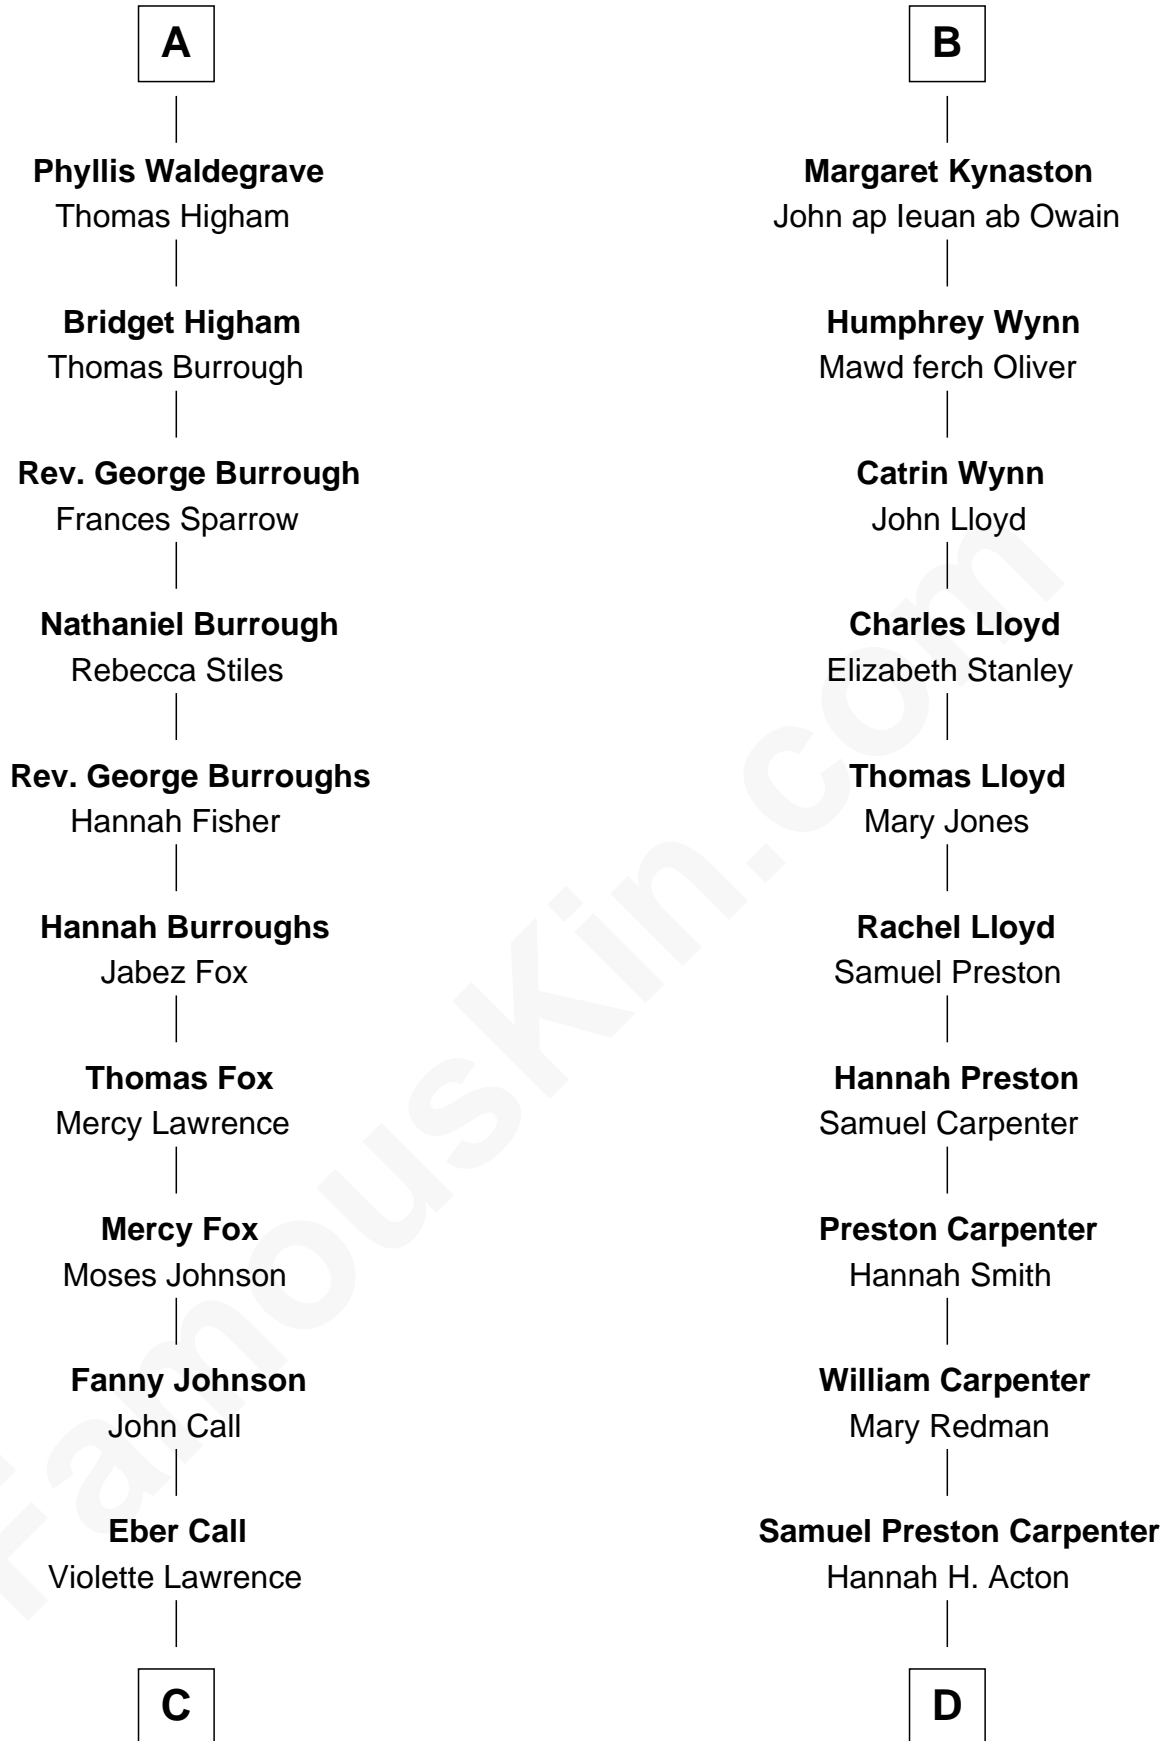 A
Phyllis Waldegrave
Thomas Higham
Bridget Higham
Thomas Burrough
Rev. George Burrough
Frances Sparrow
Nathaniel Burrough
Rebecca Stiles
Rev. George Burroughs
Hannah Fisher
Hannah Burroughs
Jabez Fox
Thomas Fox
Mercy Lawrence
Mercy Fox
Moses Johnson
Fanny Johnson
John Call
Eber Call
Violette Lawrence
C
B
Margaret Kynaston
John ap Ieuan ab Owain
Humphrey Wynn
Mawd ferch Oliver
Catrin Wynn
John Lloyd
Charles Lloyd
Elizabeth Stanley
Thomas Lloyd
Mary Jones
Rachel Lloyd
Samuel Preston
Hannah Preston
Samuel Carpenter
Preston Carpenter
Hannah Smith
William Carpenter
Mary Redman
Samuel Preston Carpenter
Hannah H. Acton
D
FamousKin.com